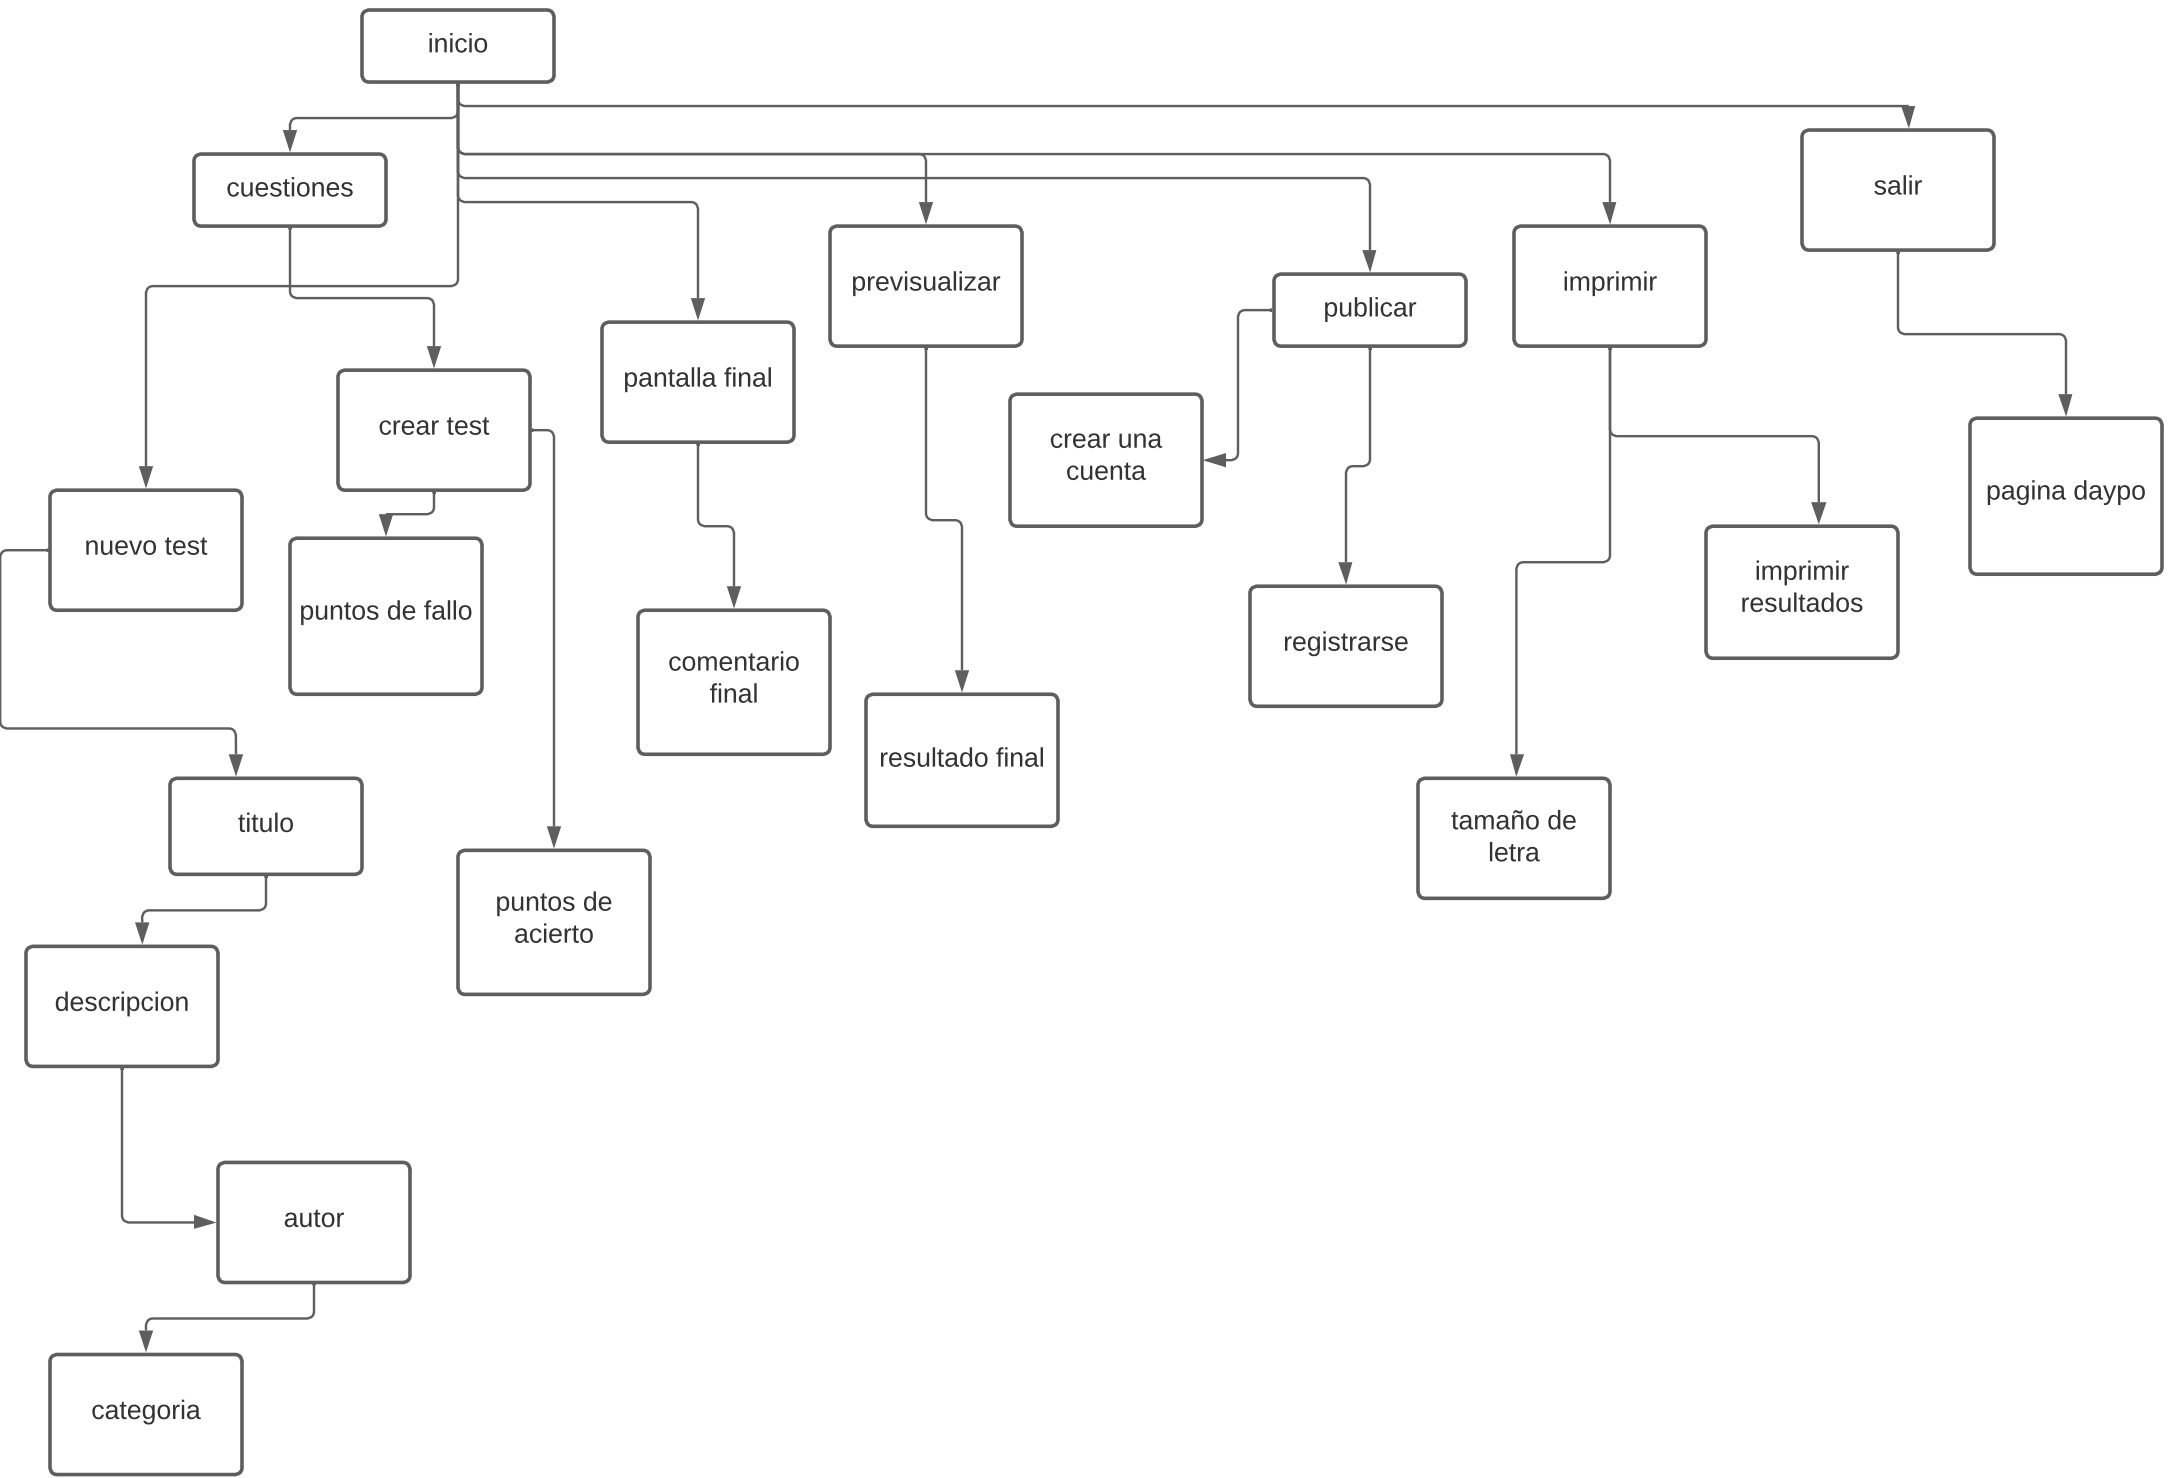 inicio
cuestiones
salir
previsualizar
imprimir
publicar
pantalla final
crear test
crear una
cuenta
pagina daypo
nuevo test
puntos de fallo
imprimir
resultados
registrarse
comentario
final
resultado final
titulo
tamaño de
letra
puntos de
acierto
descripcion
autor
categoria